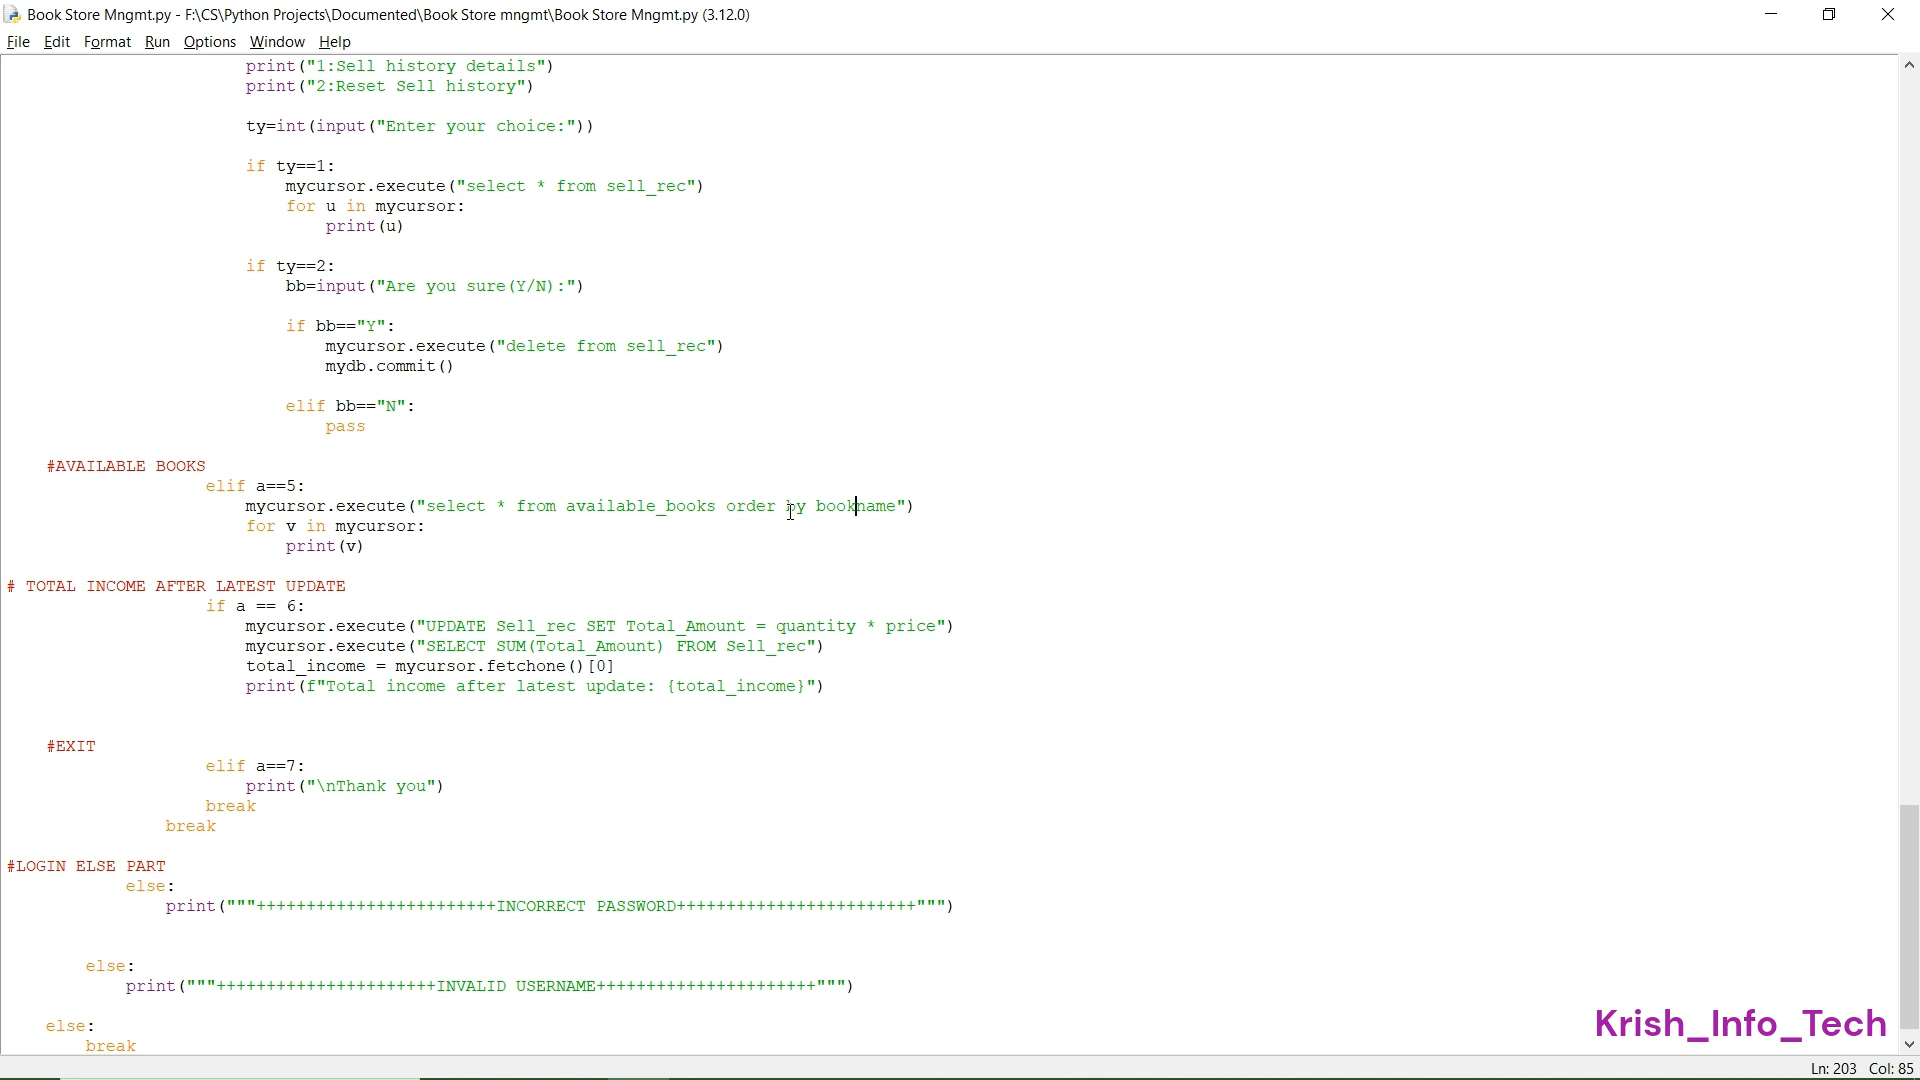 Book Store Mngmt.py - F:\CS\Python Projects\Documented\Book Store mngmt\Book Store Mngmt.py (3.12.0)
File Edit Format Run Options Window Help
print("1:Sell history details")
print("2:Reset Sell history")
ty=int(input("Enter your choice:"))
if ty==1:
mycursor.execute("select * from sell_rec")
for u in mycursor:
print(u)
if ty==2:
bb=input("Are you sure(Y/N):")
if bb=="Y":
mycursor.execute("delete from sell_rec")
mydb.commit()
elif bb=="N":
pass
#AVAILABLE BOOKS
elif a==5:
mycursor.execute("select * from available_books order by bookname")
for v in mycursor:
print(v)
# TOTAL INCOME AFTER LATEST UPDATE
if a == 6:
mycursor.execute("UPDATE Sell_rec SET Total_Amount = quantity * price")
mycursor.execute("SELECT SUM(Total_Amount) FROM Sell_rec")
total_income = mycursor.fetchone()[0]
print(f"Total income after latest update: {total_income}")
#EXIT
elif a==7:
print("\nThank you")
break
break
#LOGIN ELSE PART
else:
print("""++++++++++++++++++++++++INCORRECT PASSWORD++++++++++++++++++++++++""")
else:
print("""++++++++++++++++++++++INVALID USERNAME++++++++++++++++++++++""")
else:
break
Krish_Info_Tech
Ln: 203 Col: 85